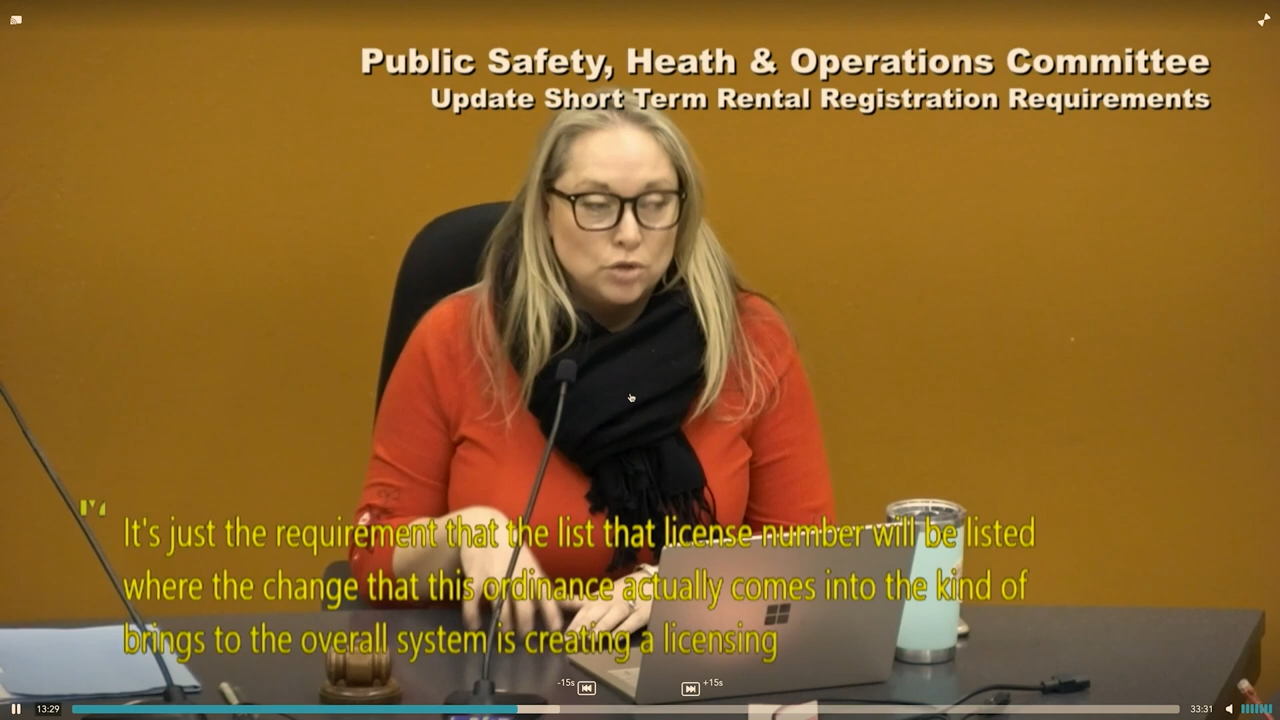 Public Safety, Heath & Operations Committee
Update Short Term Rental Registration Requirements
It's just the requirement that the list that license number will be listed
where the change that this ordinance actually comes into the kind of
brings to the overall system is creating a licensing
-15s
+15s
13:29
33:31